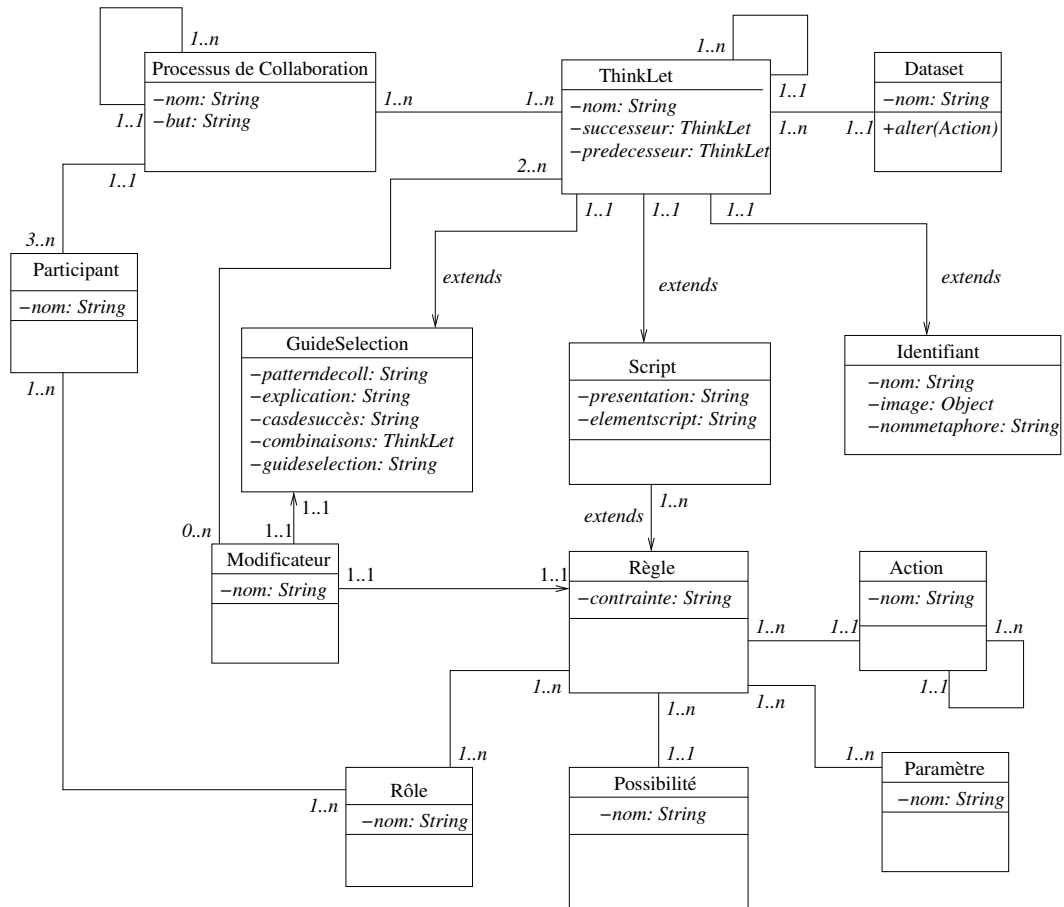 1..n
Processus de Collaboration
−nom: String
−but: String
1..1
1..1
1..n
1..n
ThinkLet
−nom: String
−successeur: ThinkLet
−predecesseur: ThinkLet
1..n
1..1
1..n
1..1
Dataset
−nom: String
+alter(Action)
2..n
1..1
1..1
1..1
3..n
Participant
−nom: String
1..n
extends
extends
extends
GuideSelection
−patterndecoll: String
−explication: String
−casdesuccès: String
−combinaisons: ThinkLet
−guideselection: String
Script
−presentation: String
−elementscript: String
Identifiant
−nom: String
−image: Object
−nommetaphore: String
1..1
0..n
1..1
extends
1..n
Modificateur
−nom: String
1..1
1..1
Règle
−contrainte: String
Action
−nom: String
1..n
1..1
1..n
1..1
1..n
1..n
1..n
1..n
1..1
1..n
1..n
Rôle
−nom: String
Possibilité
−nom: String
Paramètre
−nom: String